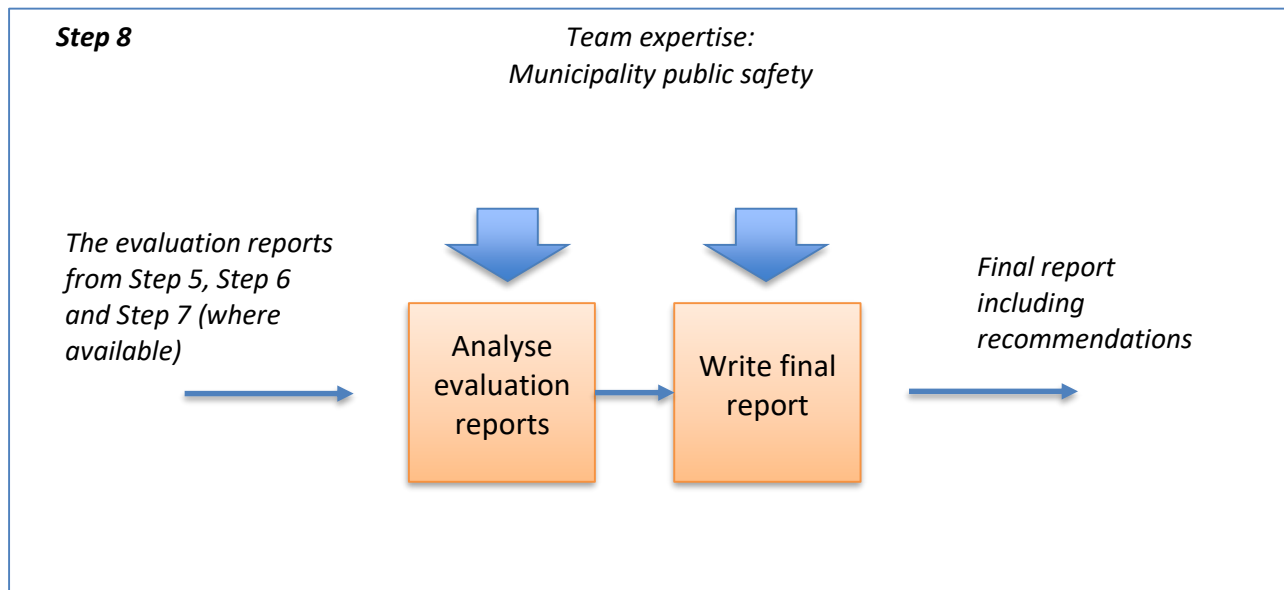 Step 8
Team expertise:
Municipality public safety
The evaluation reports
from Step 5, Step 6
and Step 7 (where
available)
Analyse
evaluation
reports
Write final
report
Final report
including
recommendations